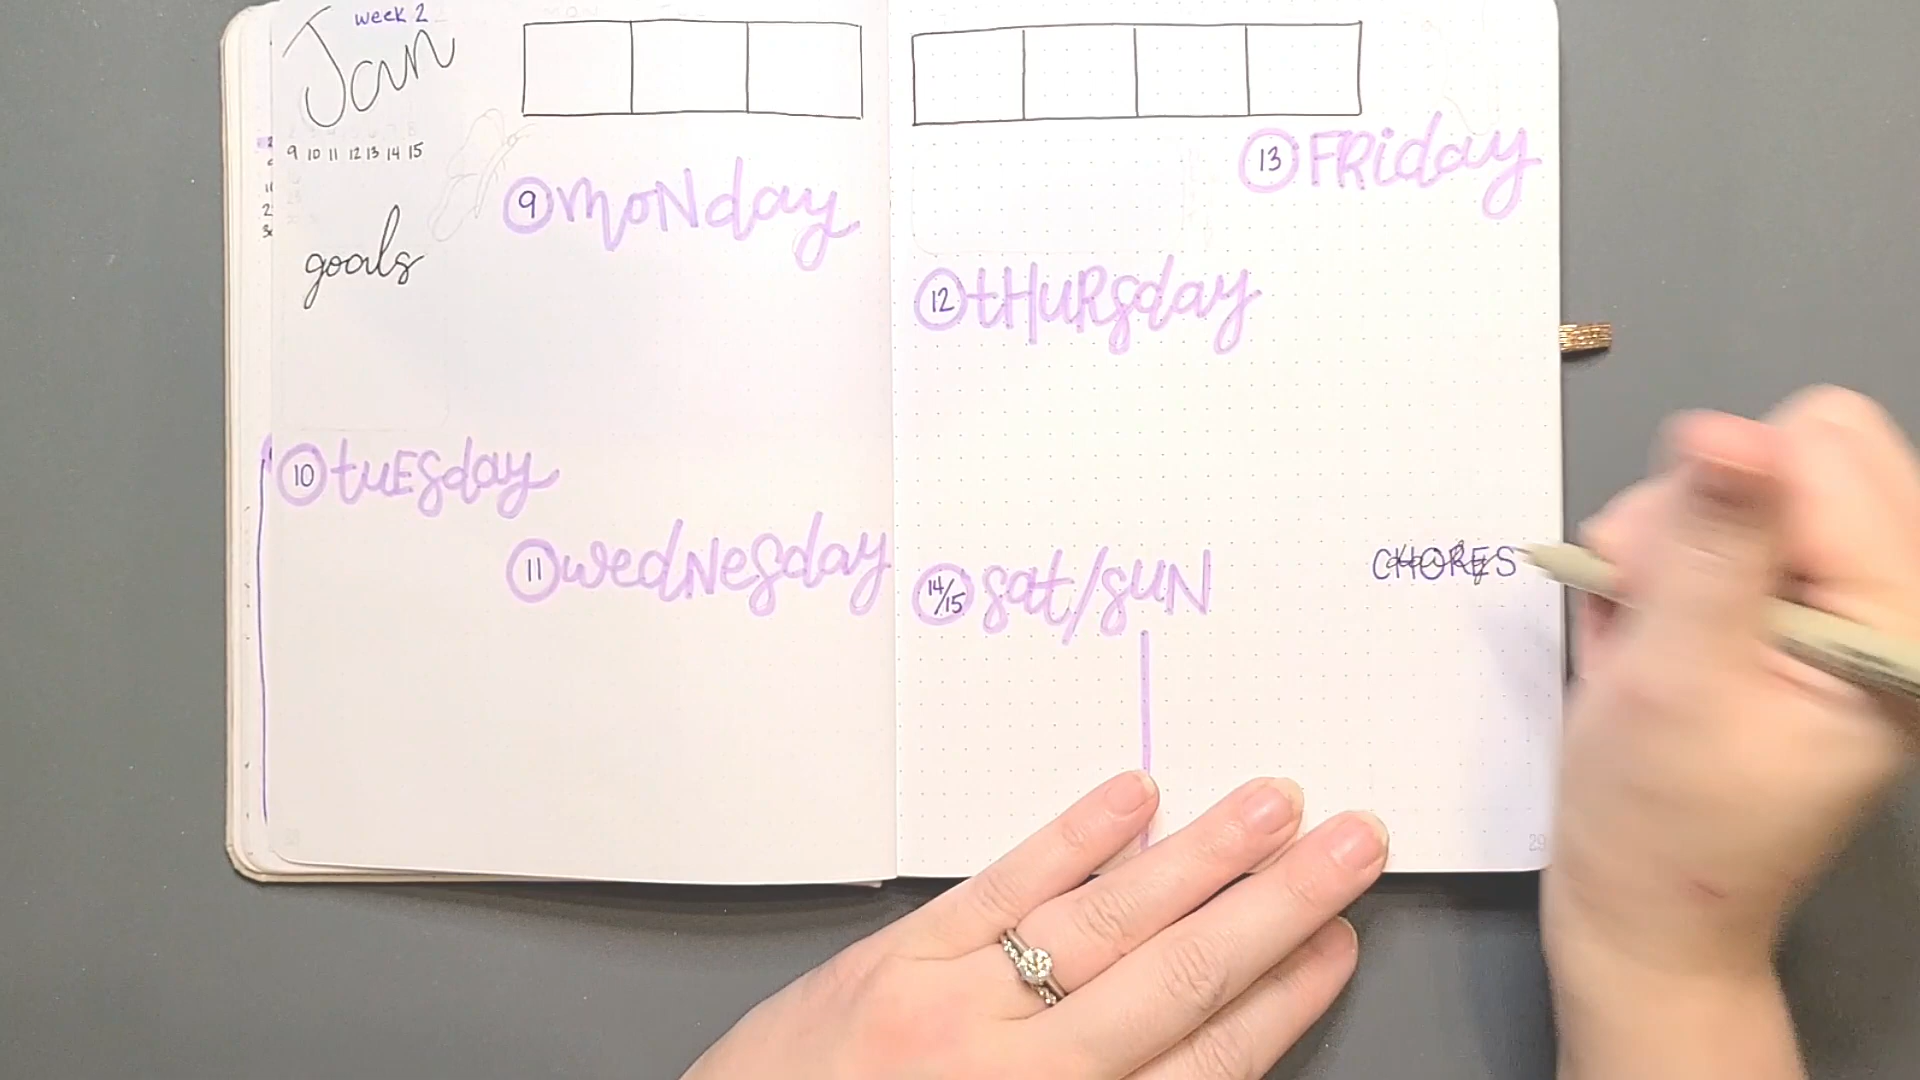 week 2
Jan
9 10 11 12 13 14 15
goals
9 moNday
10 tuEsday
11 wedNesday
13 FRiday
12 tHuRsday
14/15 sat/suN
CHORES
29